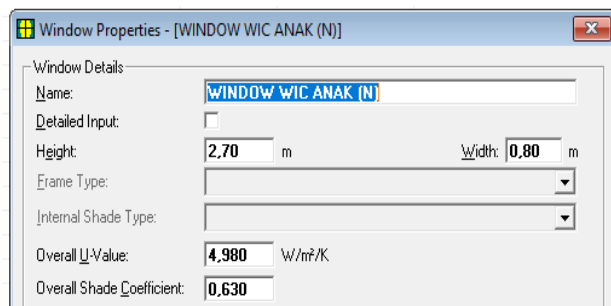 Window Properties - [WINDOW WIC ANAK (N)]
Window Details
Name: WINDOW WIC ANAK (N)
Detailed Input:
Height: 2,70 m Width: 0,80 m
Frame Type:
Internal Shade Type:
Overall U-Value: 4,980 W/m²/K
Overall Shade Coefficient: 0,630